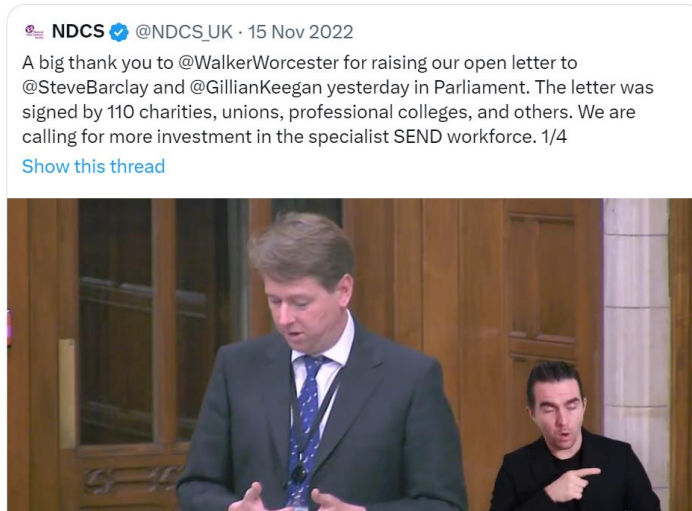 NDCS @NDCS_UK · 15 Nov 2022
A big thank you to @WalkerWorcester for raising our open letter to
@SteveBarclay and @GillianKeegan yesterday in Parliament. The letter was
signed by 110 charities, unions, professional colleges, and others. We are
calling for more investment in the specialist SEND workforce. 1/4
Show this thread